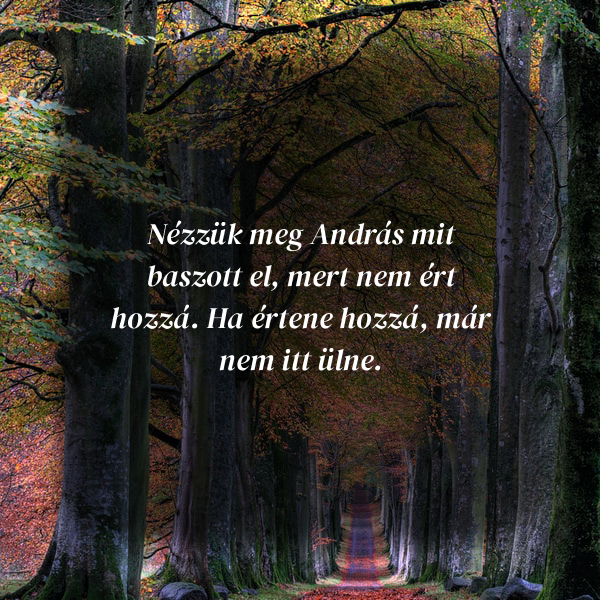 Nézzük meg András mit
baszott el, mert nem ért
hozzá. Ha értene hozzá, már
nem itt ülne.